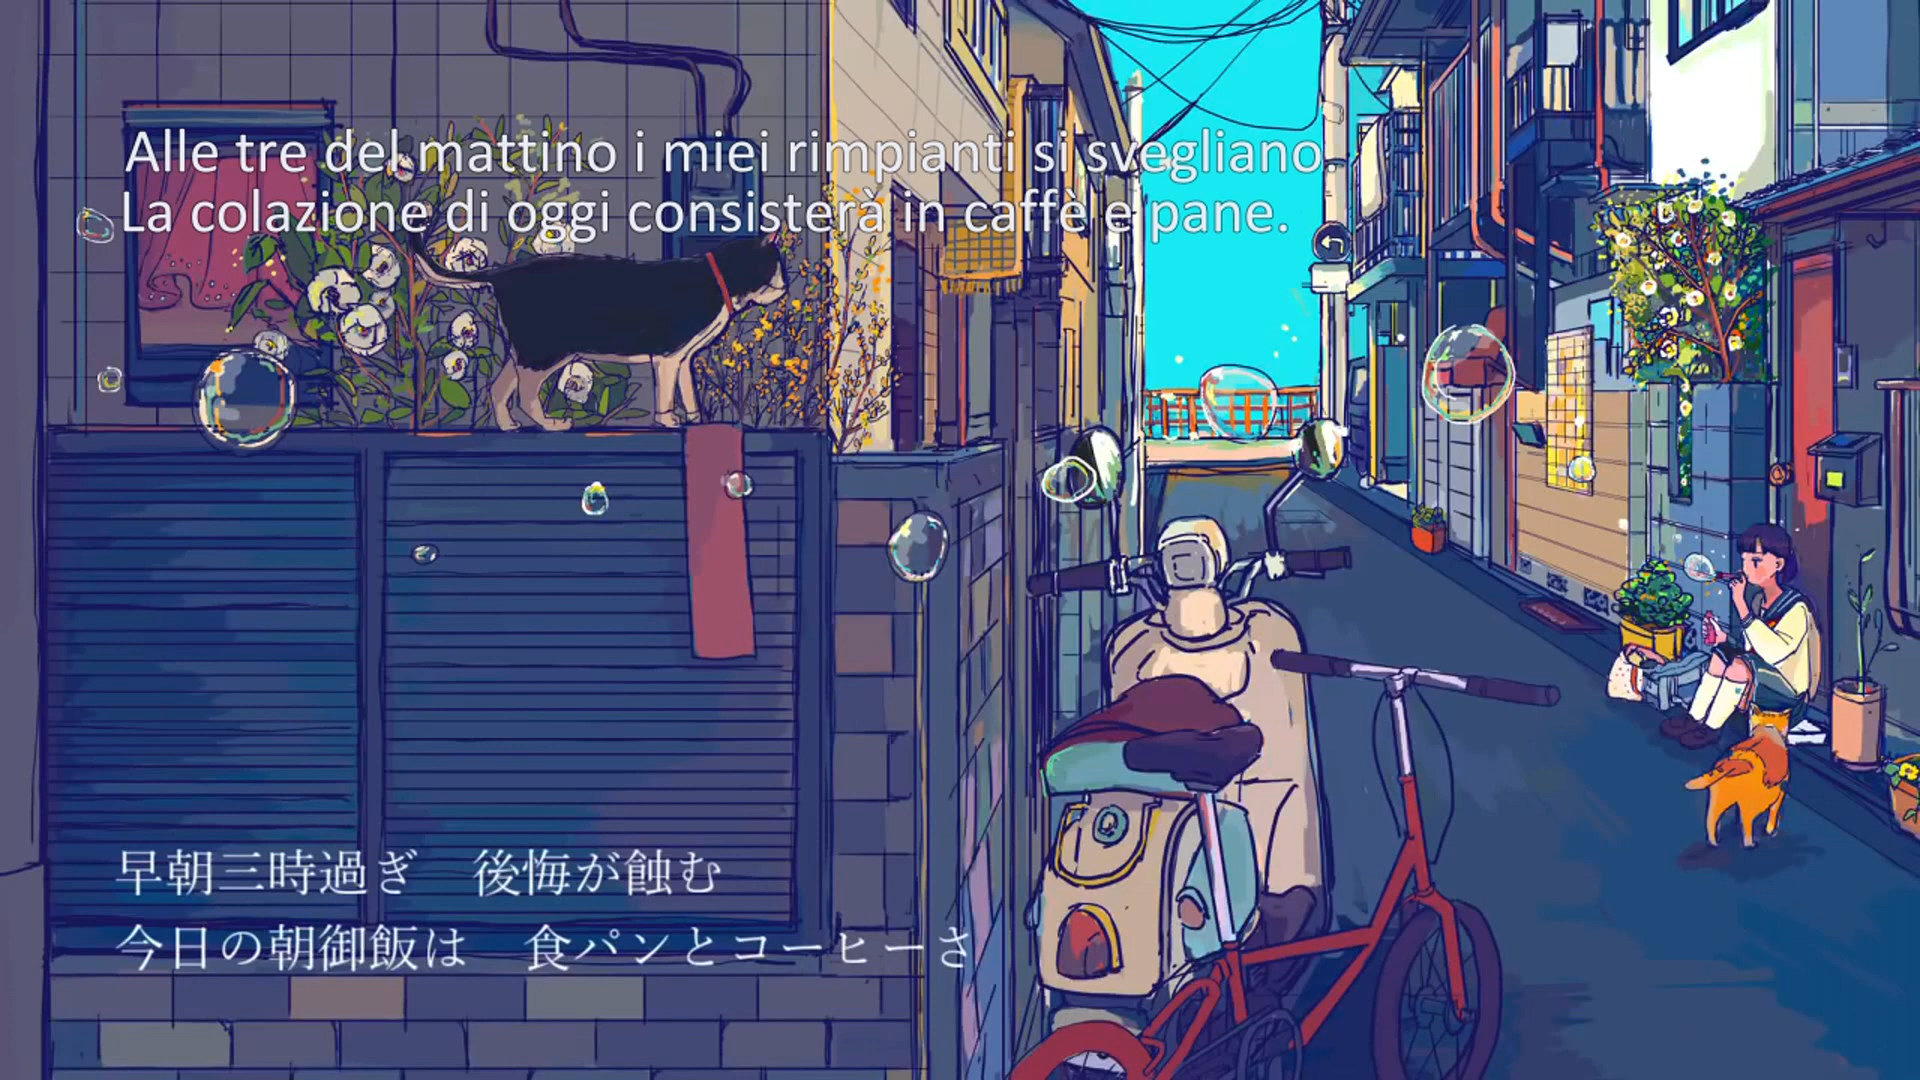 Alle tre del mattino i miei rimpianti si svegliano.
La colazione di oggi consisterà in caffè e pane.
早朝三時過ぎ　後悔が蝕む
今日の朝御飯は　食パンとコーヒーさ